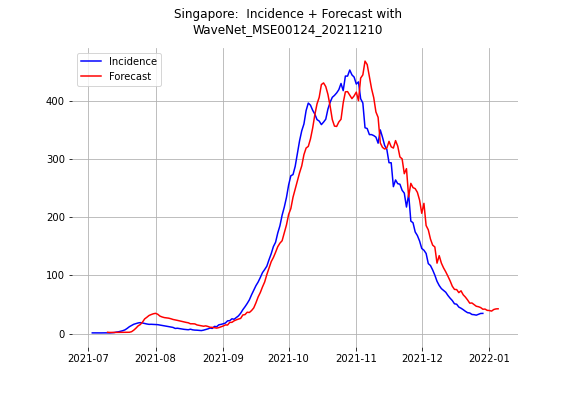 Singapore:  Incidence + Forecast with
WaveNet_MSE00124_20211210
Incidence
Forecast
400
300
200
100
0
2021-07 2021-08 2021-09 2021-10 2021-11 2021-12 2022-01